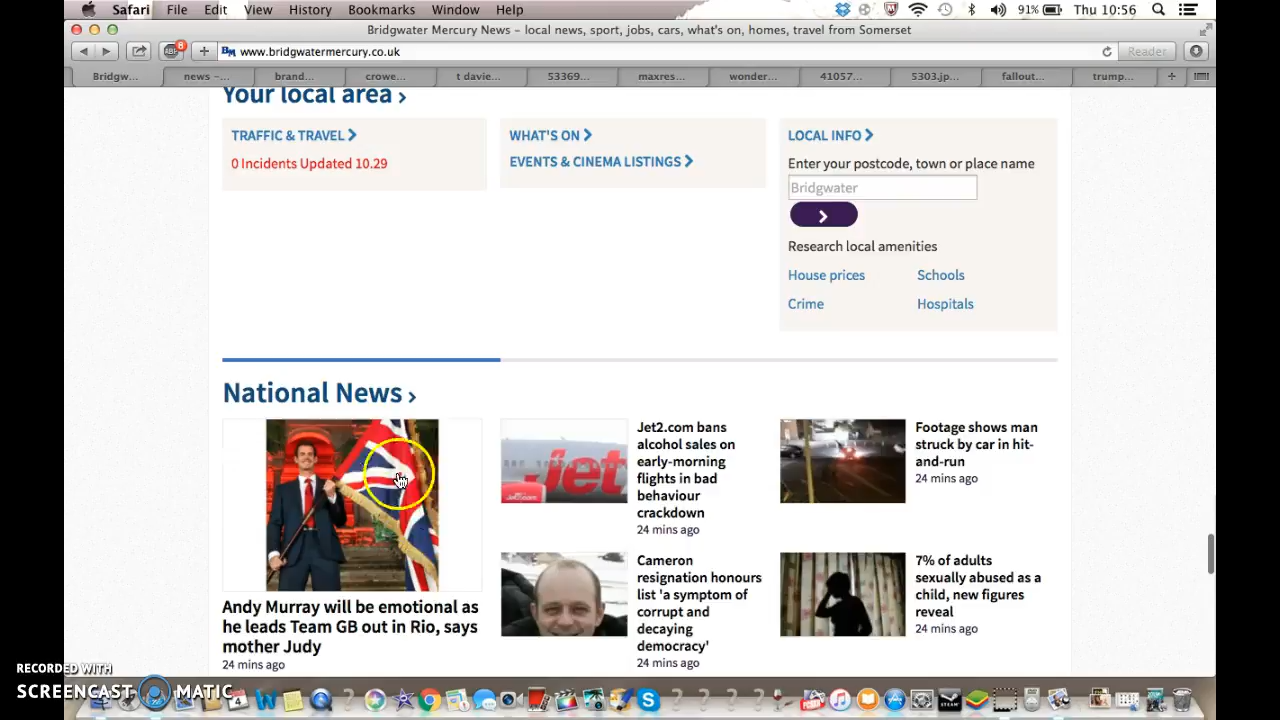 Safari File Edit View History Bookmarks Window Help 91% Thu 10:56
Bridgwater Mercury News – local news, sport, jobs, cars, what's on, homes, travel from Somerset
8 + BM www.bridgwatermercury.co.uk Reader
Bridgw... news –... brand... crowe... t davie... 53369... maxres... wonder... 41057... 5303.jp... fallout... trump... +
Your local area >
TRAFFIC & TRAVEL >
0 Incidents Updated 10.29
WHAT'S ON >
EVENTS & CINEMA LISTINGS >
LOCAL INFO >
Enter your postcode, town or place name
Bridgwater
>
Research local amenities
House prices Schools
Crime Hospitals
National News >
Andy Murray will be emotional as
he leads Team GB out in Rio, says
mother Judy
24 mins ago
Jet
Jet2.com bans
alcohol sales on
early-morning
flights in bad
behaviour
crackdown
24 mins ago
Footage shows man
struck by car in hit-
and-run
24 mins ago
Cameron
resignation honours
list 'a symptom of
corrupt and
decaying
democracy'
24 mins ago
7% of adults
sexually abused as a
child, new figures
reveal
24 mins ago
RECORDED WITH
SCREENCAST MATIC